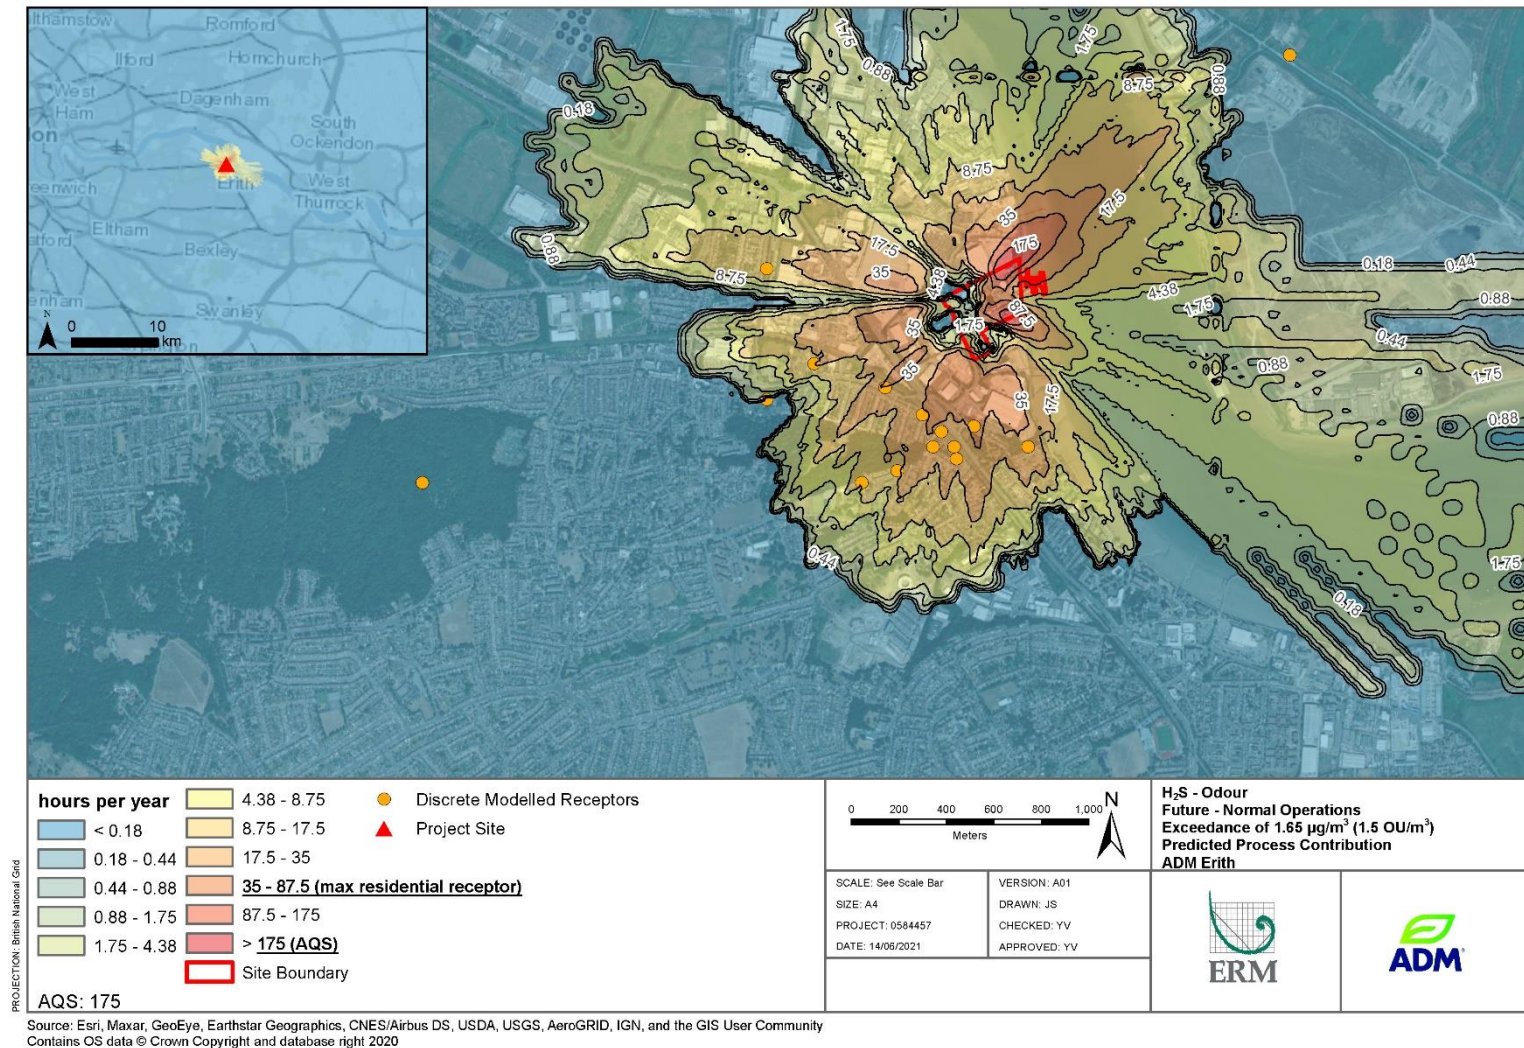 lthamstow
Romford
Ilford
Hornchurch
West
Ham
Dagenham
South
Ockendon
Erith
West
Thurrock
eenwich
Eltham
Bexley
Swanley
N
0 10
km
1.75
0.88
1.75
0.88
8.75
0.18
8.75
17.5
35
175
0.88
17.5
8.75
35
4.38
4.38
0.18
0.44
0.88
1.75
0.44
87.5
1.75
35
35
35
17.5
0.88
1.75
0.88
0.44
1.75
0.18
hours per year
< 0.18
0.18 - 0.44
0.44 - 0.88
0.88 - 1.75
1.75 - 4.38
4.38 - 8.75
8.75 - 17.5
17.5 - 35
35 - 87.5 (max residential receptor)
87.5 - 175
> 175 (AQS)
Site Boundary
Discrete Modelled Receptors
Project Site
AQS: 175
PROJECTION: British National Grid
0 200 400 600 800 1,000
Meters
N
H₂S - Odour
Future - Normal Operations
Exceedance of 1.65 µg/m³ (1.5 OU/m³)
Predicted Process Contribution
ADM Erith
SCALE: See Scale Bar
SIZE: A4
PROJECT: 0584457
DATE: 14/06/2021
VERSION: A01
DRAWN: JS
CHECKED: YV
APPROVED: YV
ERM
ADM
Source: Esri, Maxar, GeoEye, Earthstar Geographics, CNES/Airbus DS, USDA, USGS, AeroGRID, IGN, and the GIS User Community
Contains OS data © Crown Copyright and database right 2020